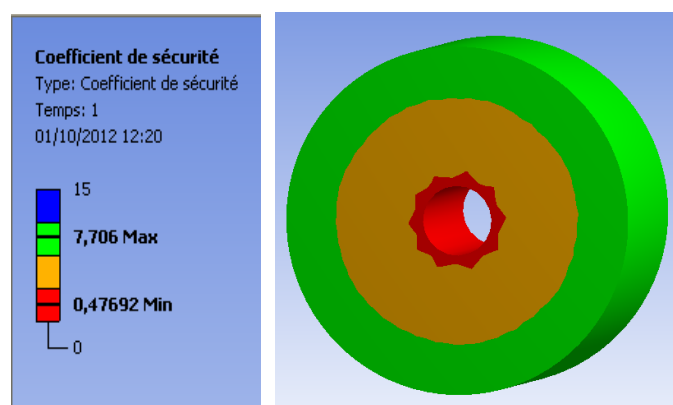 Coefficient de sécurité
Type: Coefficient de sécurité
Temps: 1
01/10/2012 12:20
15
7,706 Max
0,47692 Min
0